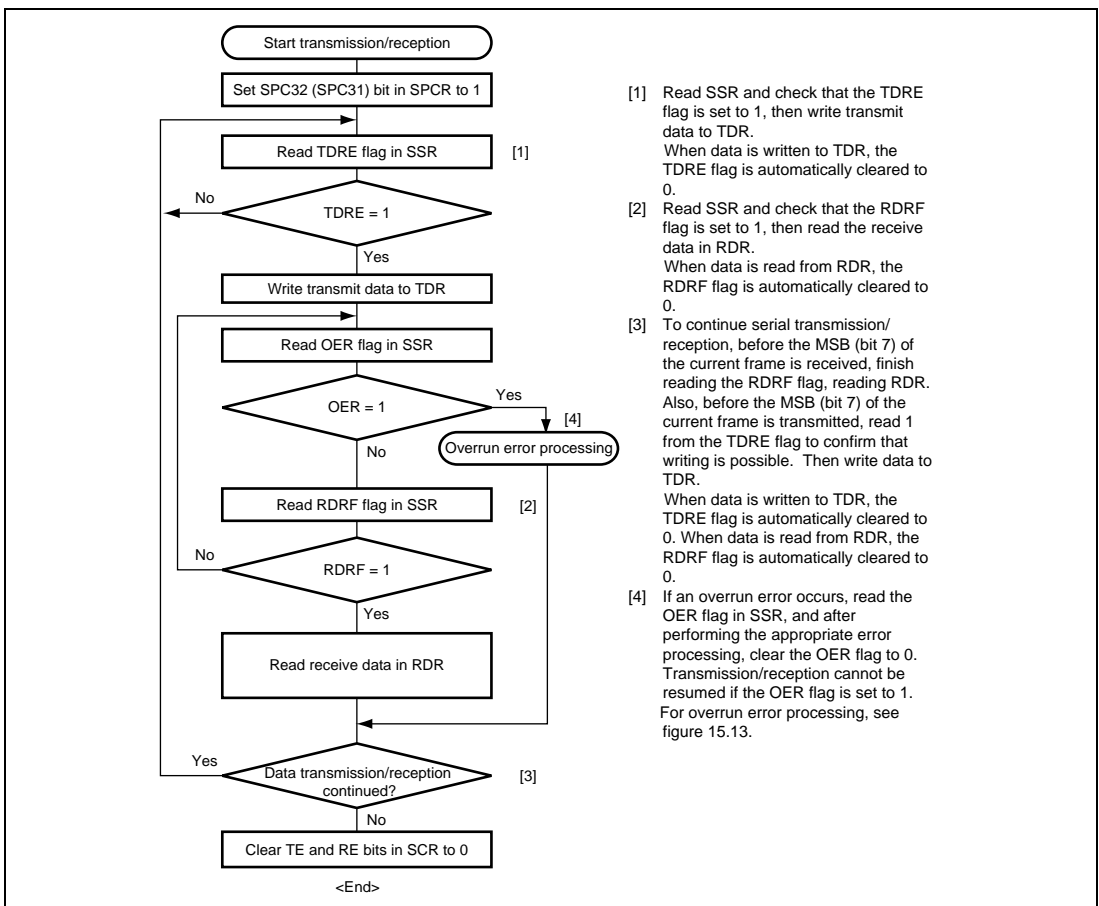 Start transmission/reception
Set SPC32 (SPC31) bit in SPCR to 1
Read TDRE flag in SSR
[1]
No
TDRE = 1
Yes
Write transmit data to TDR
Read OER flag in SSR
Yes
OER = 1
[4]
Overrun error processing
No
Read RDRF flag in SSR
[2]
No
RDRF = 1
Yes
Read receive data in RDR
Yes
Data transmission/reception
continued?
[3]
No
Clear TE and RE bits in SCR to 0
<End>
[1] Read SSR and check that the TDRE
flag is set to 1, then write transmit
data to TDR.
When data is written to TDR, the
TDRE flag is automatically cleared to
0.
[2] Read SSR and check that the RDRF
flag is set to 1, then read the receive
data in RDR.
When data is read from RDR, the
RDRF flag is automatically cleared to
0.
[3] To continue serial transmission/
reception, before the MSB (bit 7) of
the current frame is received, finish
reading the RDRF flag, reading RDR.
Also, before the MSB (bit 7) of the
current frame is transmitted, read 1
from the TDRE flag to confirm that
writing is possible. Then write data to
TDR.
When data is written to TDR, the
TDRE flag is automatically cleared to
0. When data is read from RDR, the
RDRF flag is automatically cleared to
0.
[4] If an overrun error occurs, read the
OER flag in SSR, and after
performing the appropriate error
processing, clear the OER flag to 0.
Transmission/reception cannot be
resumed if the OER flag is set to 1.
For overrun error processing, see
figure 15.13.